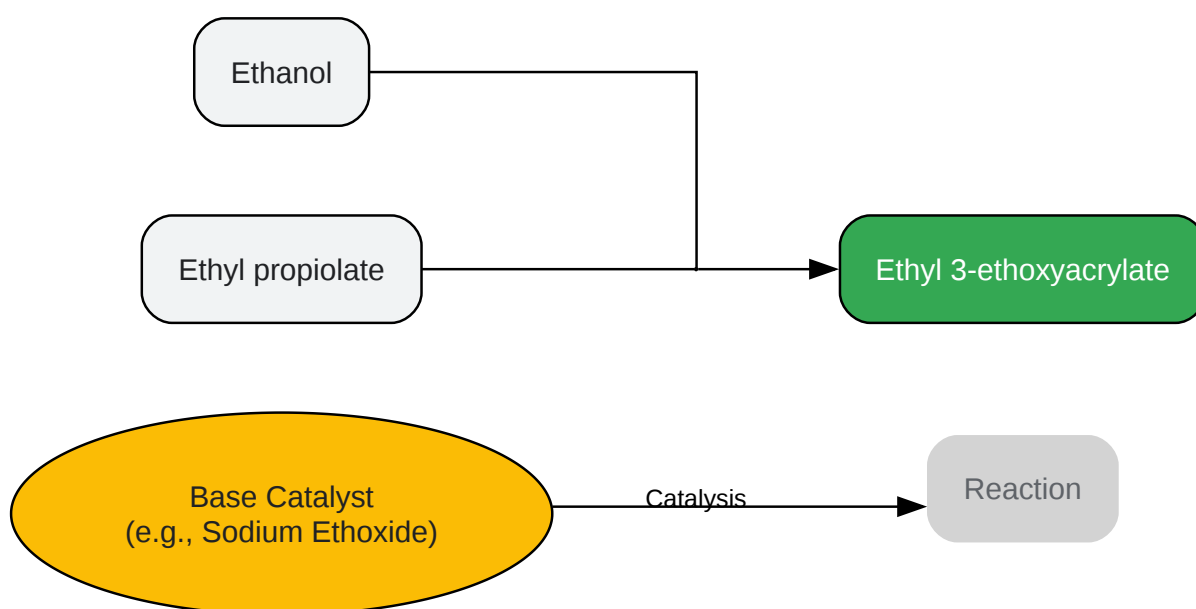 Ethanol
Ethyl propiolate
Ethyl 3-ethoxyacrylate
Base Catalyst
(e.g., Sodium Ethoxide)
Catalysis
Reaction